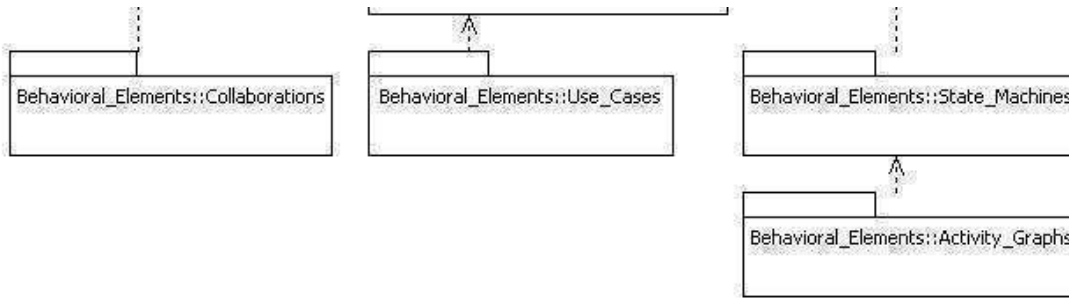 Behavioral_Elements::Collaborations
Behavioral_Elements::Use_Cases
Behavioral_Elements::State_Machines
Behavioral_Elements::Activity_Graphs